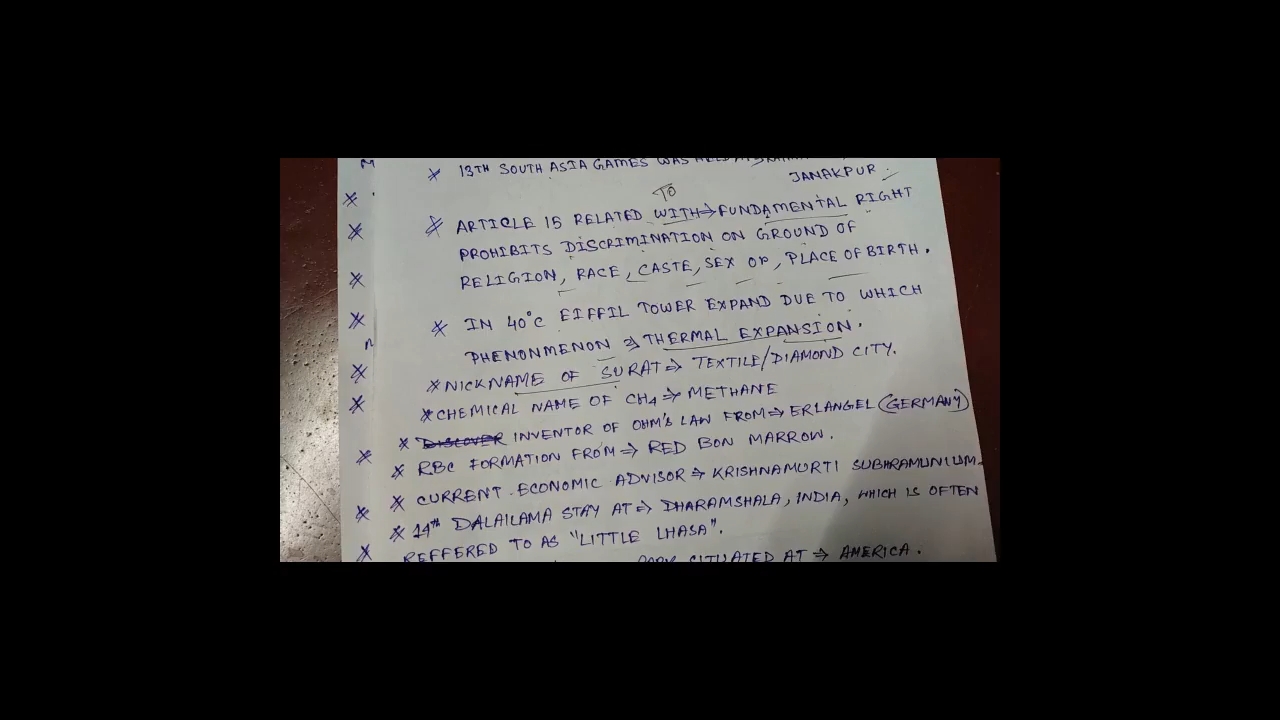 * 13TH SOUTH ASIA GAMES WAS HELD AT
JANAKPUR.
TO
* ARTICLE 15 RELATED WITH → FUNDAMENTAL RIGHT
PROHIBITS DISCRIMINATION ON GROUND OF
RELIGION, RACE, CASTE, SEX OR, PLACE OF BIRTH.
* IN 40°C EIFFIL TOWER EXPAND DUE TO WHICH
PHENONMENON ⇒ THERMAL EXPANSION.
* NICKNAME OF SURAT ⇒ TEXTILE/DIAMOND CITY.
* CHEMICAL NAME OF CH4 ⇒ METHANE
* DISCOVER INVENTOR OF OHM'S LAW FROM ⇒ ERLANGEL (GERMANY)
* RBC FORMATION FROM ⇒ RED BON MARROW.
* CURRENT ECONOMIC ADVISOR ⇒ KRISHNAMURTI SUBHRAMUNIUM.
* 14th DALAILAMA STAY AT ⇒ DHARAMSHALA, INDIA, WHICH IS OFTEN
REFFERED TO AS "LITTLE LHASA".
SITUATED AT ⇒ AMERICA.